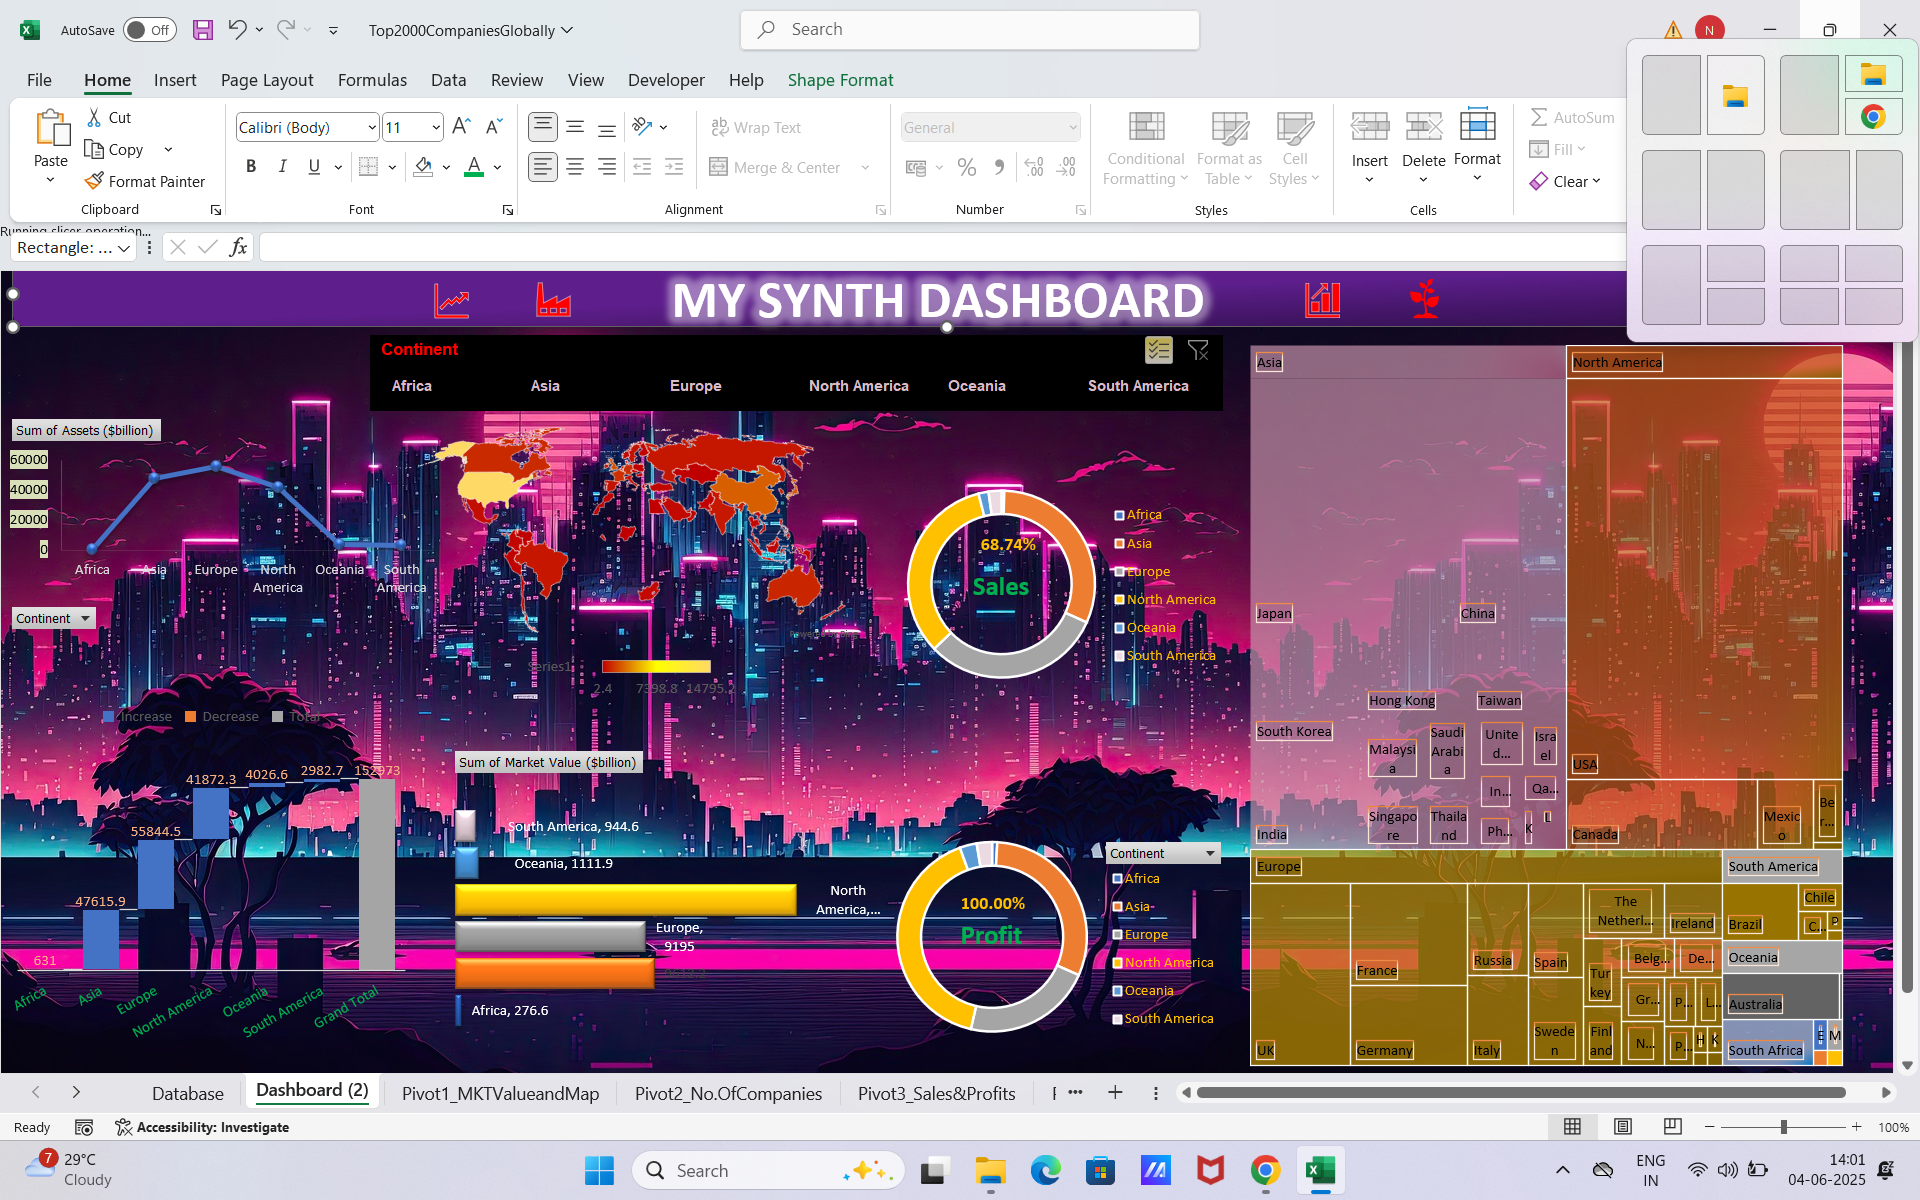 AutoSave Off Top2000CompaniesGlobally Search N
File Home Insert Page Layout Formulas Data Review View Developer Help Shape Format
Paste
Cut
Copy
Format Painter
Clipboard
Calibri (Body) 11
B I U
Font
Wrap Text
Merge & Center
Alignment
General
Number
Conditional Formatting
Format as Table
Cell Styles
Styles
Insert Delete Format
Cells
AutoSum
Fill
Clear
Running slicer operation...
Rectangle: ... fx
MY SYNTH DASHBOARD
Continent
Africa Asia Europe North America Oceania South America
Sum of Assets ($billion)
60000
40000
20000
0
Africa Asia Europe North America Oceania South America
Continent
Increase Decrease Total
631
47615.9
55844.5
41872.3
4026.6
2982.7
152973
Africa
Asia
Europe
North America
Oceania
South America
Grand Total
Series1
2.4 7398.8 14795.2
Sum of Market Value ($billion)
South America, 944.6
Oceania, 1111.9
North America,...
Europe, 9195
Africa, 276.6
68.74%
Sales
Africa
Asia
Europe
North America
Oceania
South America
100.00%
Profit
Continent
Africa
Asia
Europe
North America
Oceania
South America
Asia
Japan
China
Hong Kong
Taiwan
South Korea
Malaysia
Saudi Arabia
United...
Israel
In...
Qa...
Singapore
Thailand
Ph...
K
India
North America
USA
Canada
Mexico
Ber...
Europe
UK
France
Germany
Russia
Italy
Spain
Sweden
The Netherl...
Ireland
Turkey
Belg...
De...
Gr...
P...
L...
Finland
N...
P...
H
K
South America
Brazil
Chile
C...
P
Oceania
Australia
South Africa
E
M
Database Dashboard (2) Pivot1_MKTValueandMap Pivot2_No.OfCompanies Pivot3_Sales&Profits
Ready Accessibility: Investigate 100%
7 29°C
Cloudy
Search
ENG
IN
14:01
04-06-2025